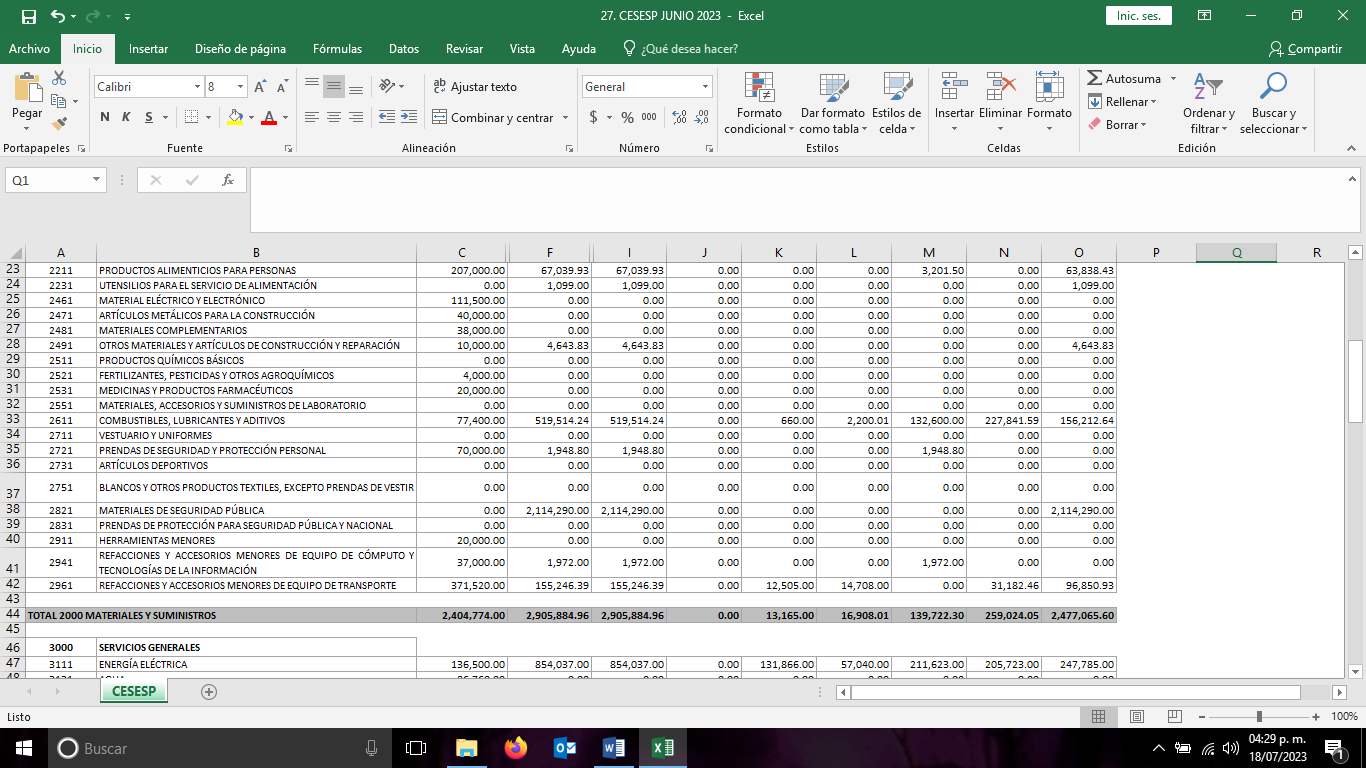 27. CESESP JUNIO 2023 - Excel
Inic. ses.
Archivo Inicio Insertar Diseño de página Fórmulas Datos Revisar Vista Ayuda ¿Qué desea hacer? Compartir
Pegar
Calibri 8
N K S
Ajustar texto
Combinar y centrar
General
$ % 000
Formato condicional
Dar formato como tabla
Estilos de celda
Insertar Eliminar Formato
Autosuma
Rellenar
Borrar
Ordenar y filtrar
Buscar y seleccionar
Portapapeles Fuente Alineación Número Estilos Celdas Edición
Q1 fx
A B C F I J K L M N O P Q R
23 2211 PRODUCTOS ALIMENTICIOS PARA PERSONAS 207,000.00 67,039.93 67,039.93 0.00 0.00 0.00 3,201.50 0.00 63,838.43
24 2231 UTENSILIOS PARA EL SERVICIO DE ALIMENTACIÓN 0.00 1,099.00 1,099.00 0.00 0.00 0.00 0.00 0.00 1,099.00
25 2461 MATERIAL ELÉCTRICO Y ELECTRÓNICO 111,500.00 0.00 0.00 0.00 0.00 0.00 0.00 0.00 0.00
26 2471 ARTÍCULOS METÁLICOS PARA LA CONSTRUCCIÓN 40,000.00 0.00 0.00 0.00 0.00 0.00 0.00 0.00 0.00
27 2481 MATERIALES COMPLEMENTARIOS 38,000.00 0.00 0.00 0.00 0.00 0.00 0.00 0.00 0.00
28 2491 OTROS MATERIALES Y ARTÍCULOS DE CONSTRUCCIÓN Y REPARACIÓN 10,000.00 4,643.83 4,643.83 0.00 0.00 0.00 0.00 0.00 4,643.83
29 2511 PRODUCTOS QUÍMICOS BÁSICOS 0.00 0.00 0.00 0.00 0.00 0.00 0.00 0.00 0.00
30 2521 FERTILIZANTES, PESTICIDAS Y OTROS AGROQUÍMICOS 4,000.00 0.00 0.00 0.00 0.00 0.00 0.00 0.00 0.00
31 2531 MEDICINAS Y PRODUCTOS FARMACÉUTICOS 20,000.00 0.00 0.00 0.00 0.00 0.00 0.00 0.00 0.00
32 2551 MATERIALES, ACCESORIOS Y SUMINISTROS DE LABORATORIO 0.00 0.00 0.00 0.00 0.00 0.00 0.00 0.00 0.00
33 2611 COMBUSTIBLES, LUBRICANTES Y ADITIVOS 77,400.00 519,514.24 519,514.24 0.00 660.00 2,200.01 132,600.00 227,841.59 156,212.64
34 2711 VESTUARIO Y UNIFORMES 0.00 0.00 0.00 0.00 0.00 0.00 0.00 0.00 0.00
35 2721 PRENDAS DE SEGURIDAD Y PROTECCIÓN PERSONAL 70,000.00 1,948.80 1,948.80 0.00 0.00 0.00 1,948.80 0.00 0.00
36 2731 ARTÍCULOS DEPORTIVOS 0.00 0.00 0.00 0.00 0.00 0.00 0.00 0.00 0.00
37 2751 BLANCOS Y OTROS PRODUCTOS TEXTILES, EXCEPTO PRENDAS DE VESTIR 0.00 0.00 0.00 0.00 0.00 0.00 0.00 0.00 0.00
38 2821 MATERIALES DE SEGURIDAD PÚBLICA 0.00 2,114,290.00 2,114,290.00 0.00 0.00 0.00 0.00 0.00 2,114,290.00
39 2831 PRENDAS DE PROTECCIÓN PARA SEGURIDAD PÚBLICA Y NACIONAL 0.00 0.00 0.00 0.00 0.00 0.00 0.00 0.00 0.00
40 2911 HERRAMIENTAS MENORES 20,000.00 0.00 0.00 0.00 0.00 0.00 0.00 0.00 0.00
41 2941 REFACCIONES Y ACCESORIOS MENORES DE EQUIPO DE CÓMPUTO Y
TECNOLOGÍAS DE LA INFORMACIÓN 37,000.00 1,972.00 1,972.00 0.00 0.00 0.00 1,972.00 0.00 0.00
42 2961 REFACCIONES Y ACCESORIOS MENORES DE EQUIPO DE TRANSPORTE 371,520.00 155,246.39 155,246.39 0.00 12,505.00 14,708.00 0.00 31,182.46 96,850.93
43
44 TOTAL 2000 MATERIALES Y SUMINISTROS 2,404,774.00 2,905,884.96 2,905,884.96 0.00 13,165.00 16,908.01 139,722.30 259,024.05 2,477,065.60
45
46 3000 SERVICIOS GENERALES
47 3111 ENERGÍA ELÉCTRICA 136,500.00 854,037.00 854,037.00 0.00 131,866.00 57,040.00 211,623.00 205,723.00 247,785.00
CESESP
Listo 100%
Buscar
04:29 p. m.
18/07/2023
1